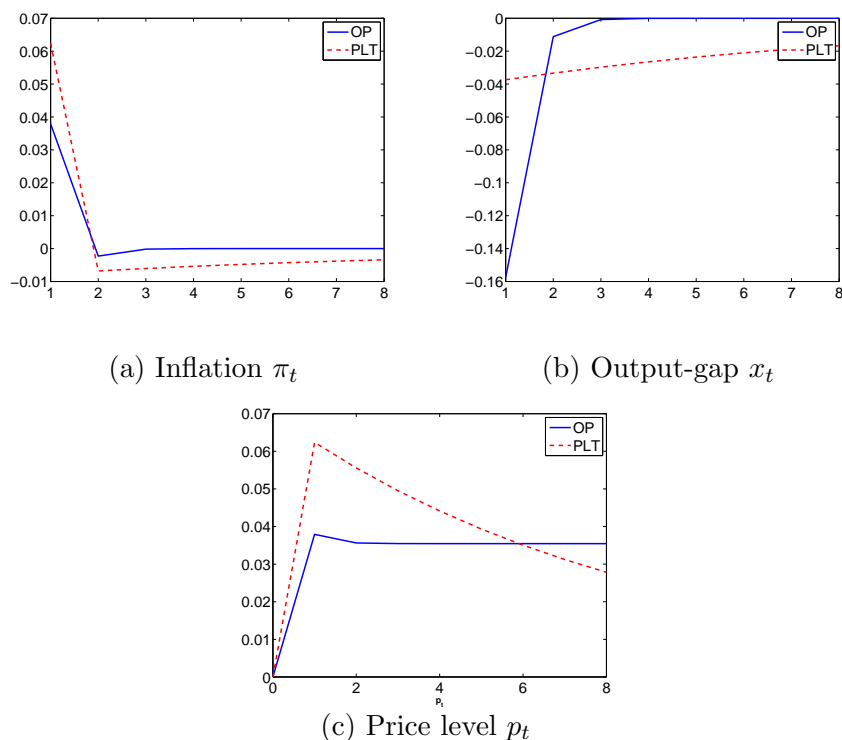 0.07
0.06
0.05
0.04
0.03
0.02
0.01
0
−0.01
1 2 3 4 5 6 7 8
OP
PLT
(a) Inflation π_t
0
−0.02
−0.04
−0.06
−0.08
−0.1
−0.12
−0.14
−0.16
1 2 3 4 5 6 7 8
OP
PLT
(b) Output-gap x_t
0.07
0.06
0.05
0.04
0.03
0.02
0.01
0
0 2 4 6 8
p_t
OP
PLT
(c) Price level p_t